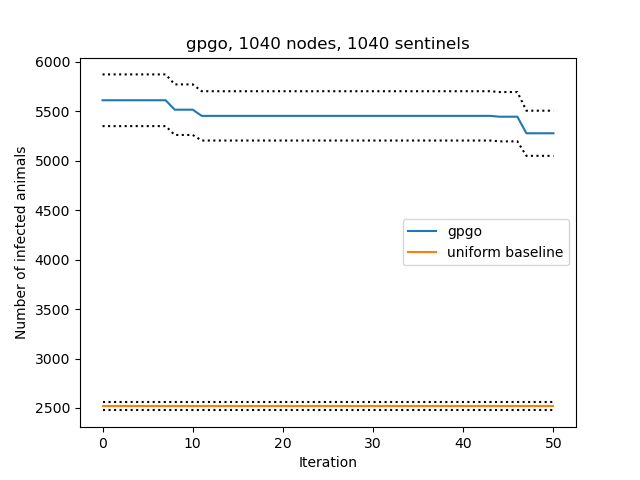 gpgo, 1040 nodes, 1040 sentinels
6000
5500
5000
4500
4000
3500
3000
2500
Number of infected animals
gpgo
uniform baseline
0
10
20
30
40
50
Iteration